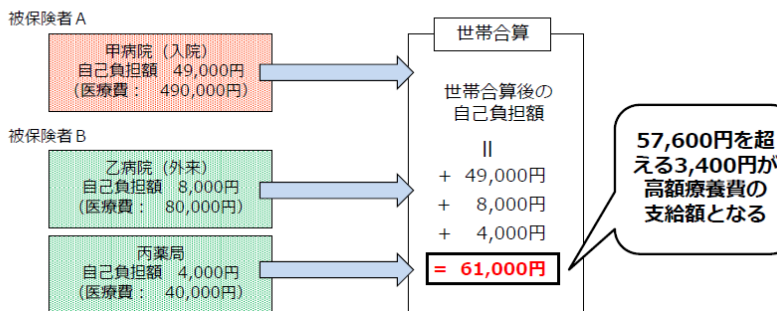 被保険者A
甲病院（入院）
自己負担額　49,000円
（医療費：　490,000円）
被保険者B
乙病院（外来）
自己負担額　8,000円
（医療費：　80,000円）
丙薬局
自己負担額　4,000円
（医療費：　40,000円）
世帯合算
世帯合算後の
自己負担額
||
+　49,000円
+　8,000円
+　4,000円
=　61,000円
57,600円を超
える3,400円が
高額療養費の
支給額となる